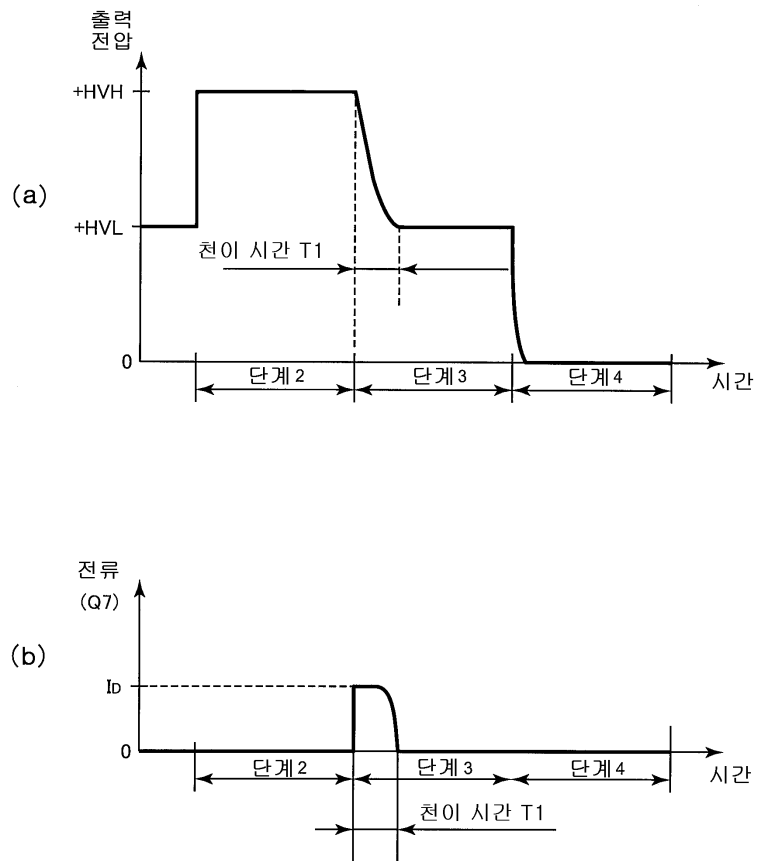 출력
전압
+HVH
(a)
+HVL
천이 시간 T1
0
단계2
단계3
단계4
시간
전류
(Q7)
(b)
ID
0
단계2
단계3
단계4
시간
천이 시간 T1